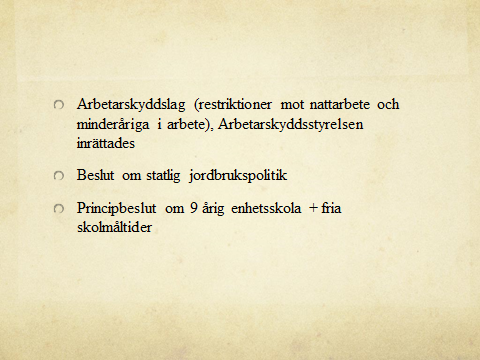 Arbetarskyddslag (restriktioner mot nattarbete och
minderåriga i arbete), Arbetarskyddsstyrelsen
inrättades
Beslut om statlig jordbrukspolitik
Principbeslut om 9 årig enhetsskola + fria
skolmåltider